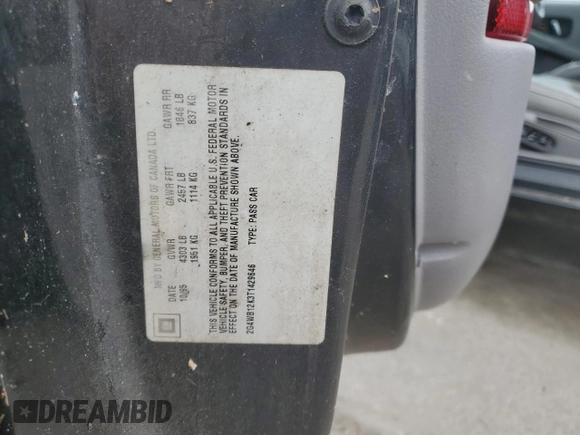 MFD BY GENERAL MOTORS OF CANADA LTD.
DATE GVWR GAWR FRT GAWR RR
10/95 4303 LB 2457 LB 1846 LB
1951 KG 1114 KG 837 KG
THIS VEHICLE CONFORMS TO ALL APPLICABLE U.S. FEDERAL MOTOR
VEHICLE SAFETY, BUMPER, AND THEFT PREVENTION STANDARDS IN
EFFECT ON THE DATE OF MANUFACTURE SHOWN ABOVE.
2G4WB12K3T1429646 TYPE: PASS CAR
DREAMBID